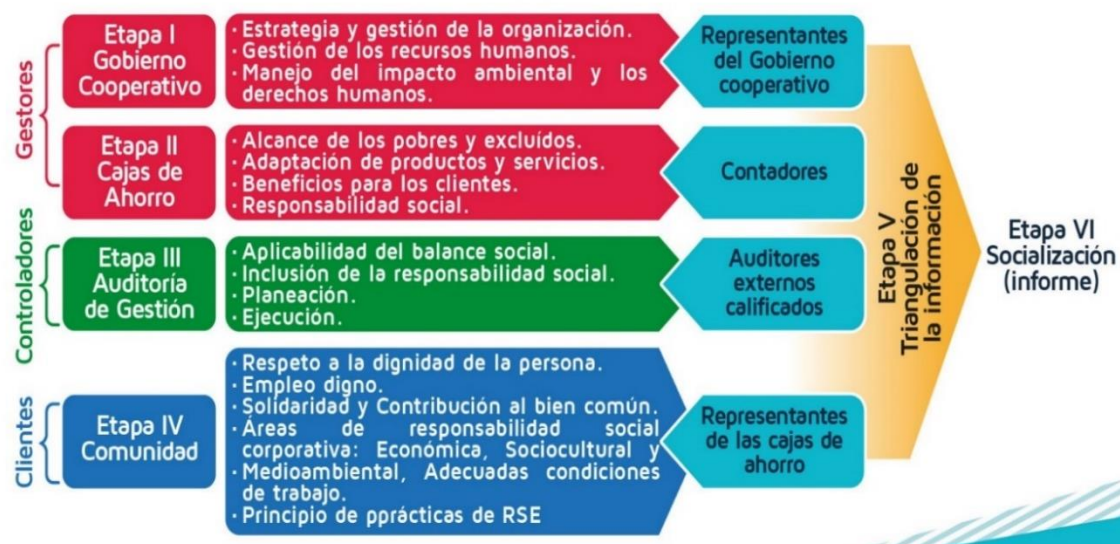 Gestores
Etapa I
Gobierno
Cooperativo
· Estrategia y gestión de la organización.
· Gestión de los recursos humanos.
· Manejo del impacto ambiental y los
derechos humanos.
Representantes
del Gobierno
cooperativo
Etapa II
Cajas de
Ahorro
· Alcance de los pobres y excluídos.
· Adaptación de productos y servicios.
· Beneficios para los clientes.
· Responsabilidad social.
Contadores
Controladores
Etapa III
Auditoría
de Gestión
· Aplicabilidad del balance social.
· Inclusión de la responsabilidad social.
· Planeación.
· Ejecución.
Auditores
externos
calificados
Clientes
Etapa IV
Comunidad
· Respeto a la dignidad de la persona.
· Empleo digno.
· Solidaridad y Contribución al bien común.
· Áreas de responsabilidad social
corporativa: Económica, Sociocultural y
· Medioambiental, Adecuadas condiciones
de trabajo.
· Principio de pprácticas de RSE
Representantes
de las cajas de
ahorro
Etapa V
Triangulación de
la información
Etapa VI
Socialización
(informe)